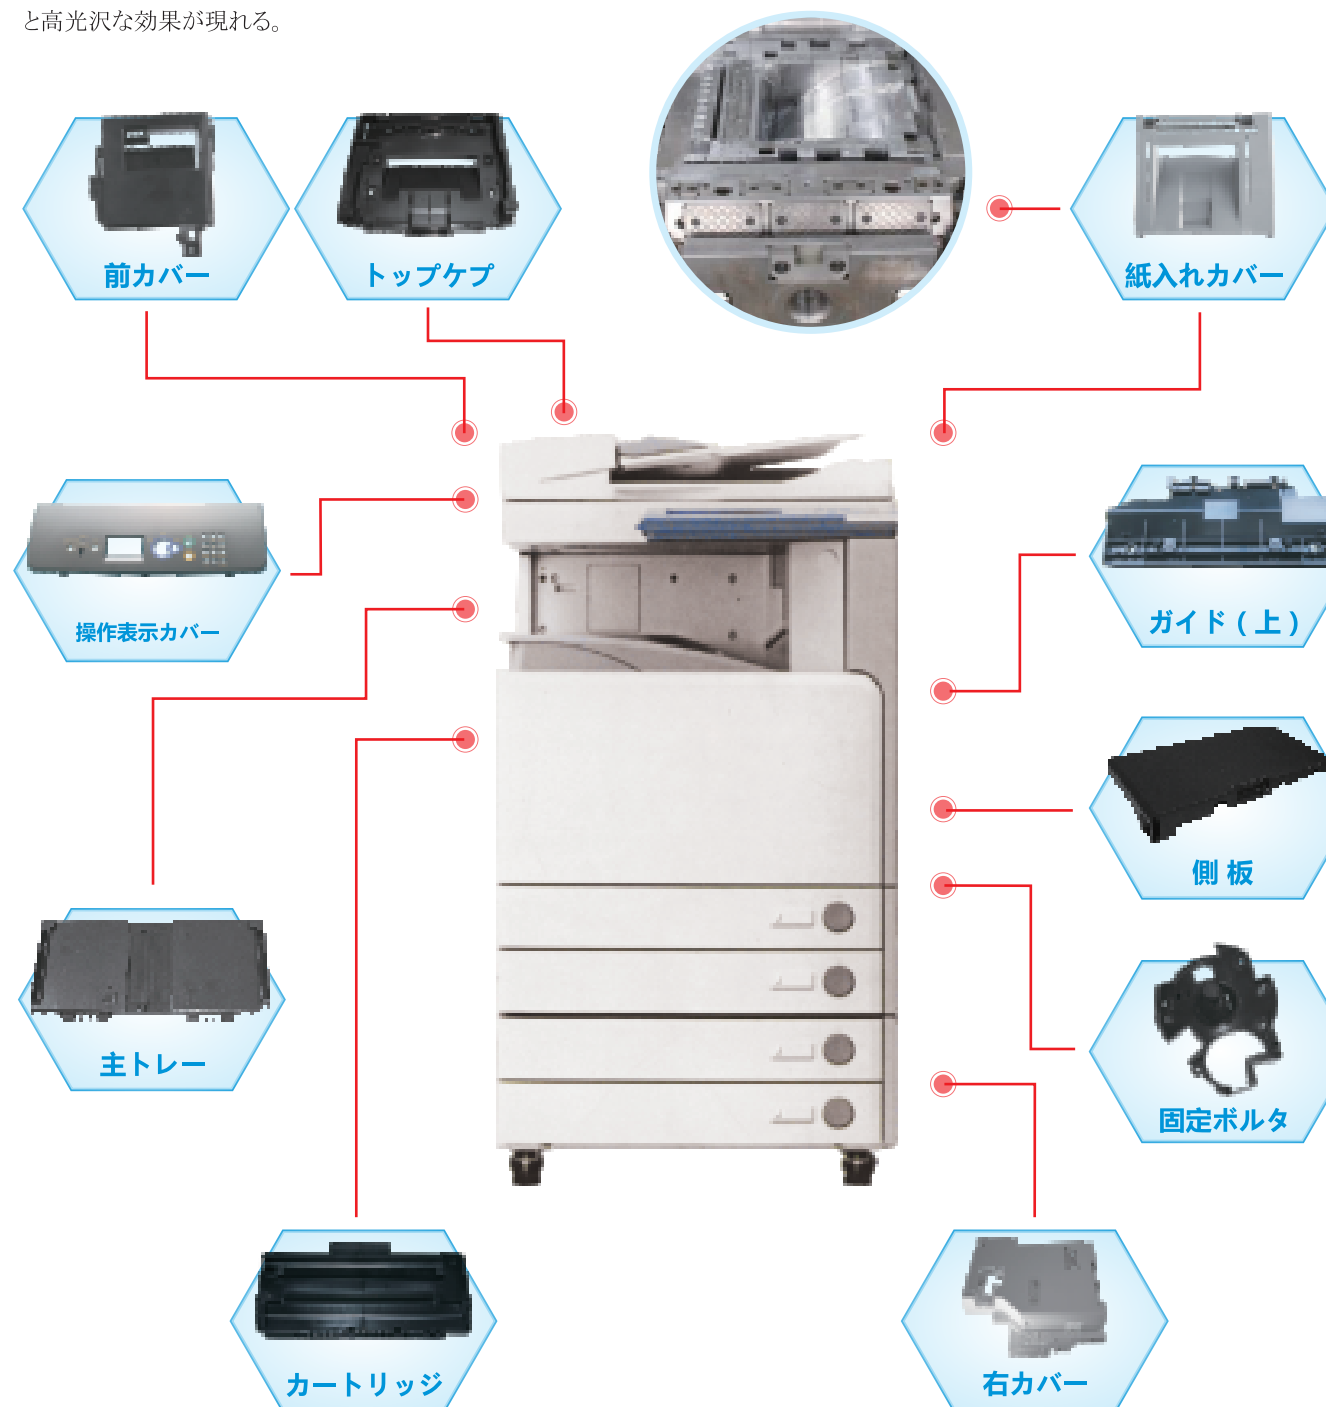 と高光沢な効果が現れる。
前カバー
トップケプ
紙入れカバー
操作表示カバー
ガイド ( 上 )
側 板
主トレー
固定ボルタ
カートリッジ
右カバー